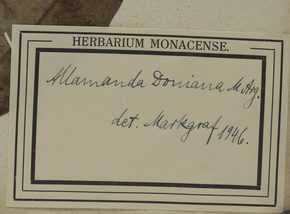 HERBARIUM MONACENSE.
Allamanda Doniana M. Arg.
det. Markgraf 1946.